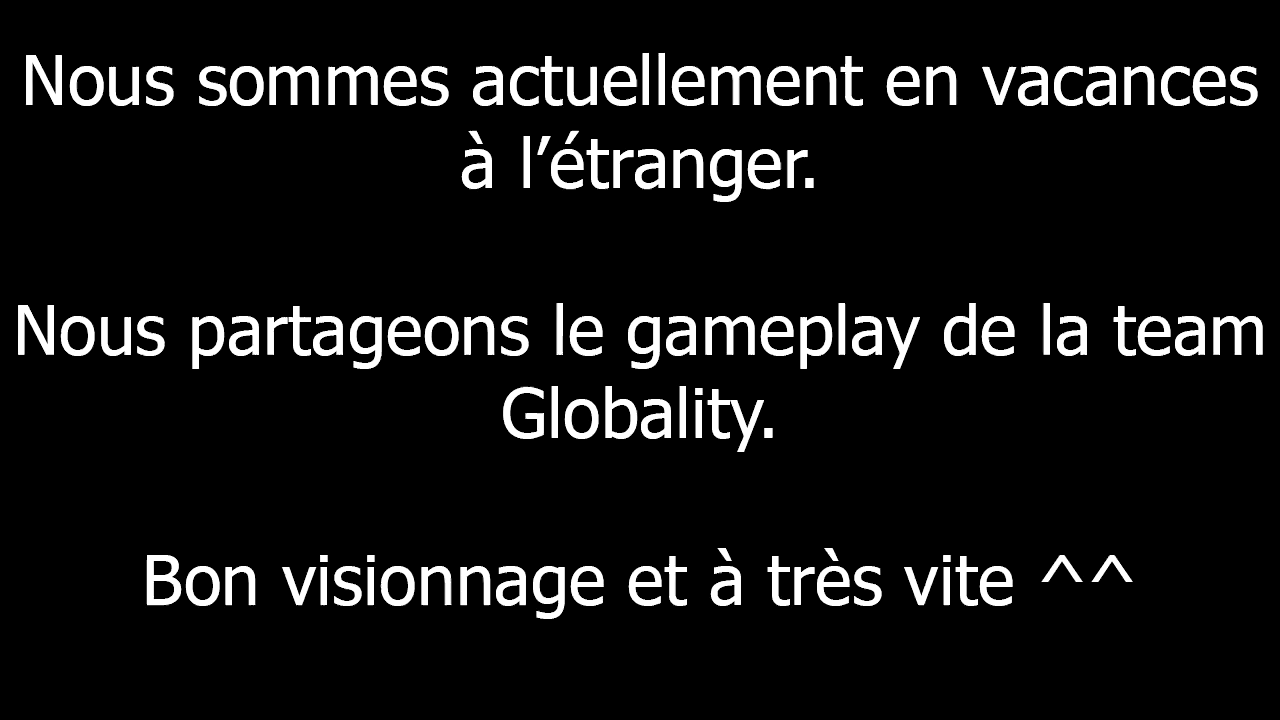 Nous sommes actuellement en vacances
à l’étranger.
Nous partageons le gameplay de la team
Globality.
Bon visionnage et à très vite ^^